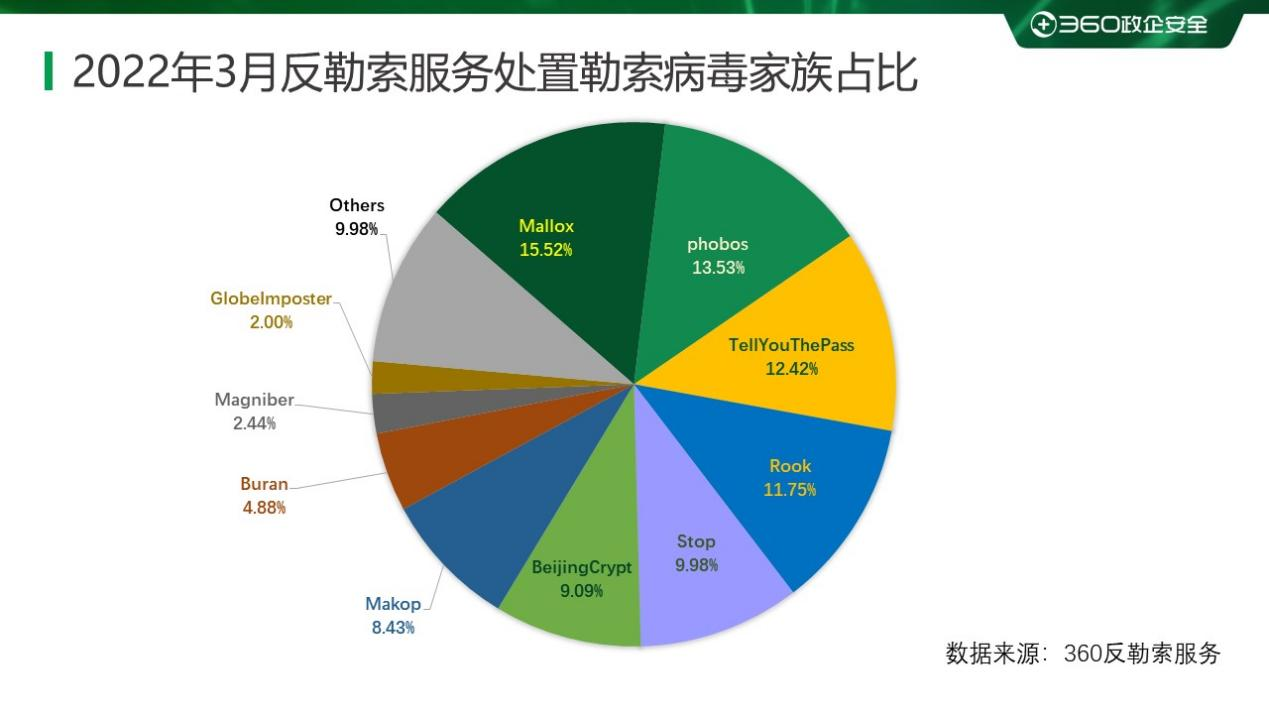 360政企安全
2022年3月反勒索服务处置勒索病毒家族占比
Others
9.98%
Mallox
15.52%
phobos
13.53%
GlobeImposter
2.00%
TellYouThePass
12.42%
Magniber
2.44%
Rook
11.75%
Buran
4.88%
Stop
9.98%
BeijingCrypt
9.09%
Makop
8.43%
数据来源：360反勒索服务